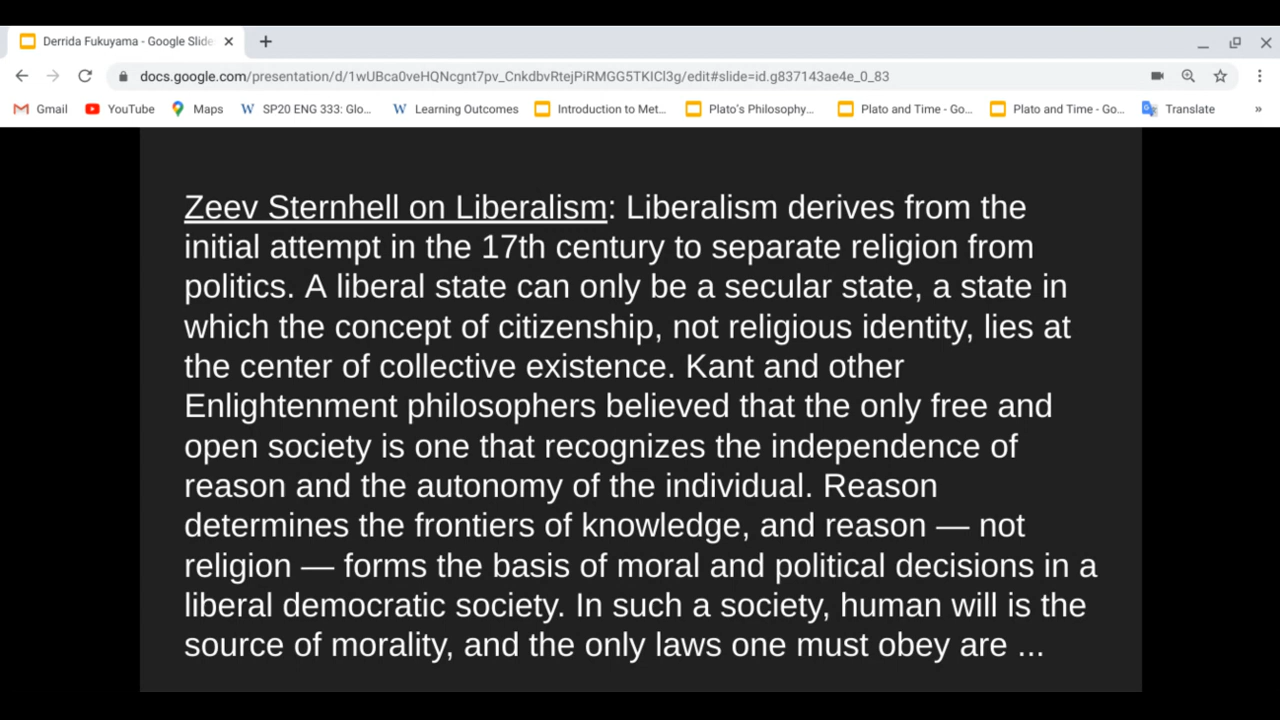 Derrida Fukuyama - Google Slide
docs.google.com/presentation/d/1wUBca0veHQNcgnt7pv_CnkdbvRtejPiRMGG5TKICl3g/edit#slide=id.g837143ae4e_0_83
Gmail YouTube Maps SP20 ENG 333: Glo... Learning Outcomes Introduction to Met... Plato's Philosophy... Plato and Time - Go... Plato and Time - Go... Translate »
Zeev Sternhell on Liberalism: Liberalism derives from the
initial attempt in the 17th century to separate religion from
politics. A liberal state can only be a secular state, a state in
which the concept of citizenship, not religious identity, lies at
the center of collective existence. Kant and other
Enlightenment philosophers believed that the only free and
open society is one that recognizes the independence of
reason and the autonomy of the individual. Reason
determines the frontiers of knowledge, and reason — not
religion — forms the basis of moral and political decisions in a
liberal democratic society. In such a society, human will is the
source of morality, and the only laws one must obey are ...